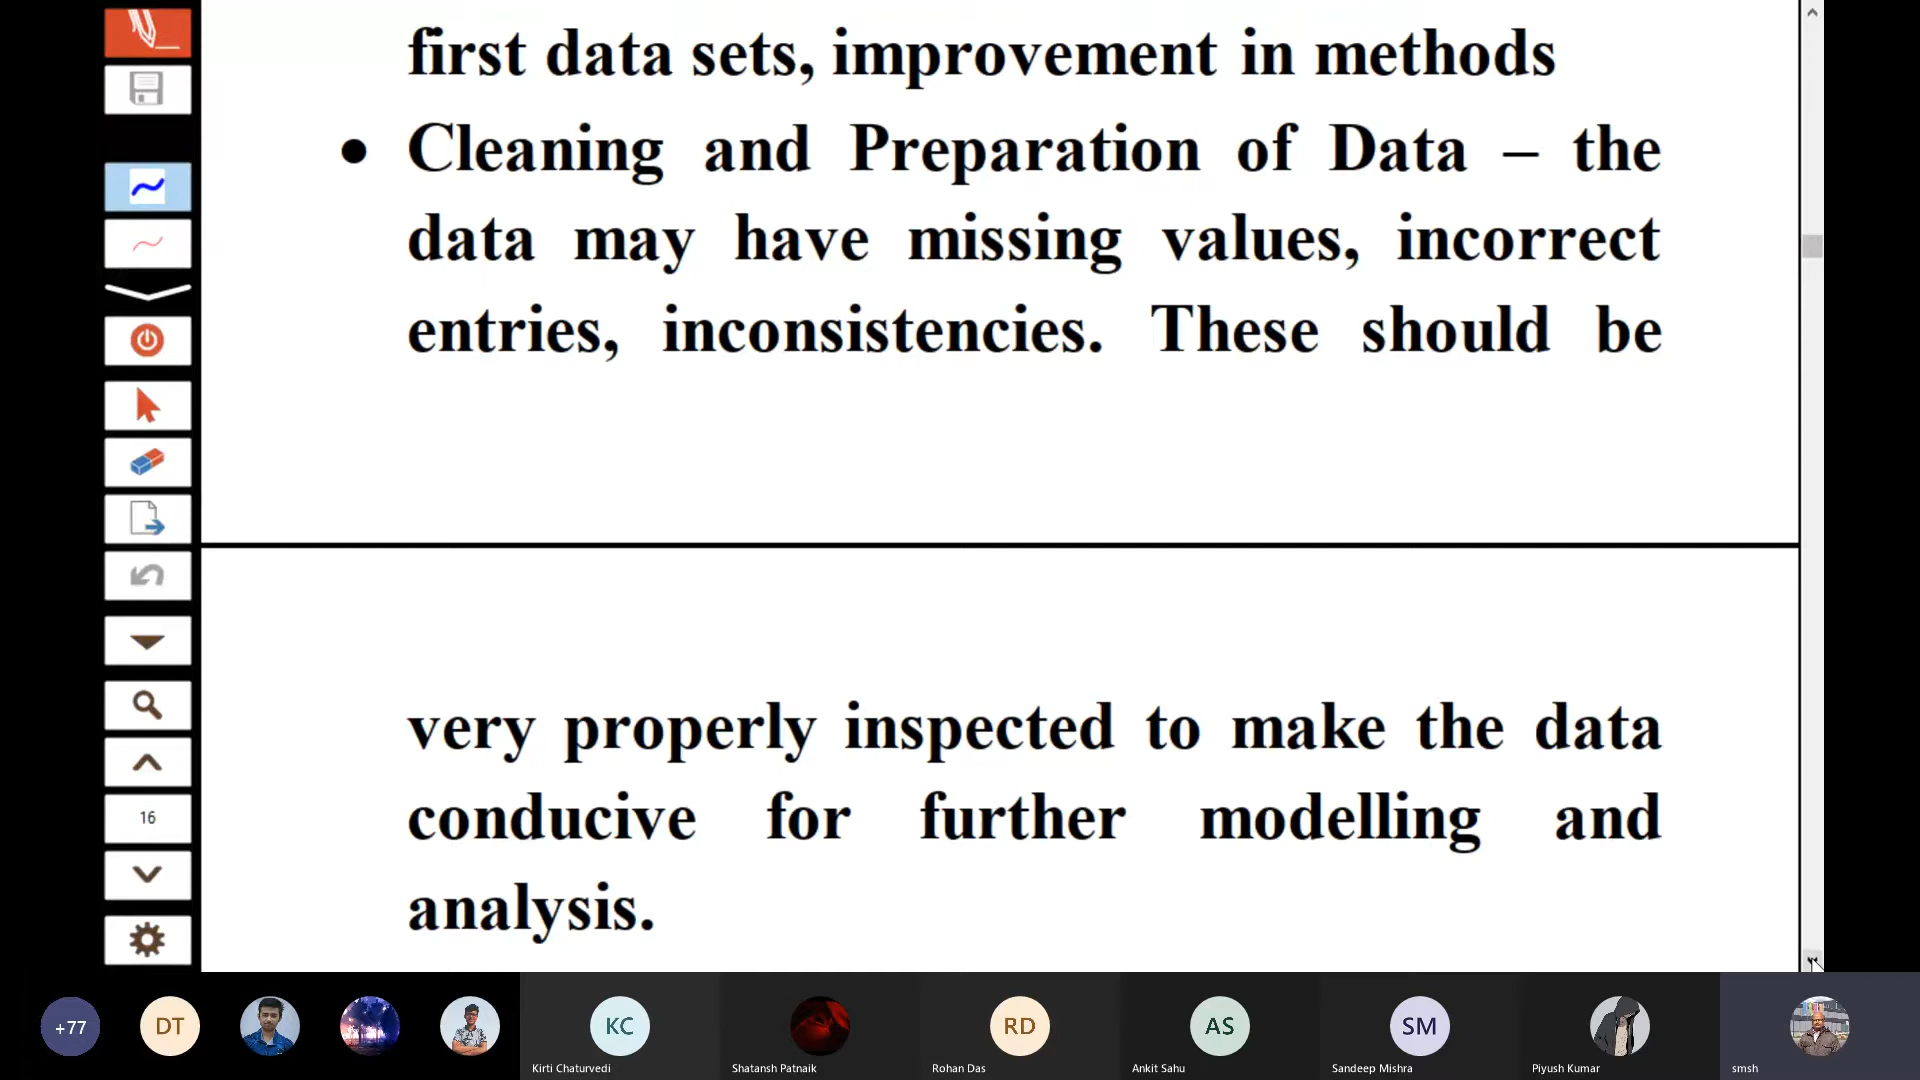 first data sets, improvement in methods
• Cleaning and Preparation of Data – the
data may have missing values, incorrect
entries, inconsistencies. These should be
very properly inspected to make the data
conducive for further modelling and
analysis.
16
+77
DT
KC
RD
AS
SM
Kirti Chaturvedi
Shatansh Patnaik
Rohan Das
Ankit Sahu
Sandeep Mishra
Piyush Kumar
smsh